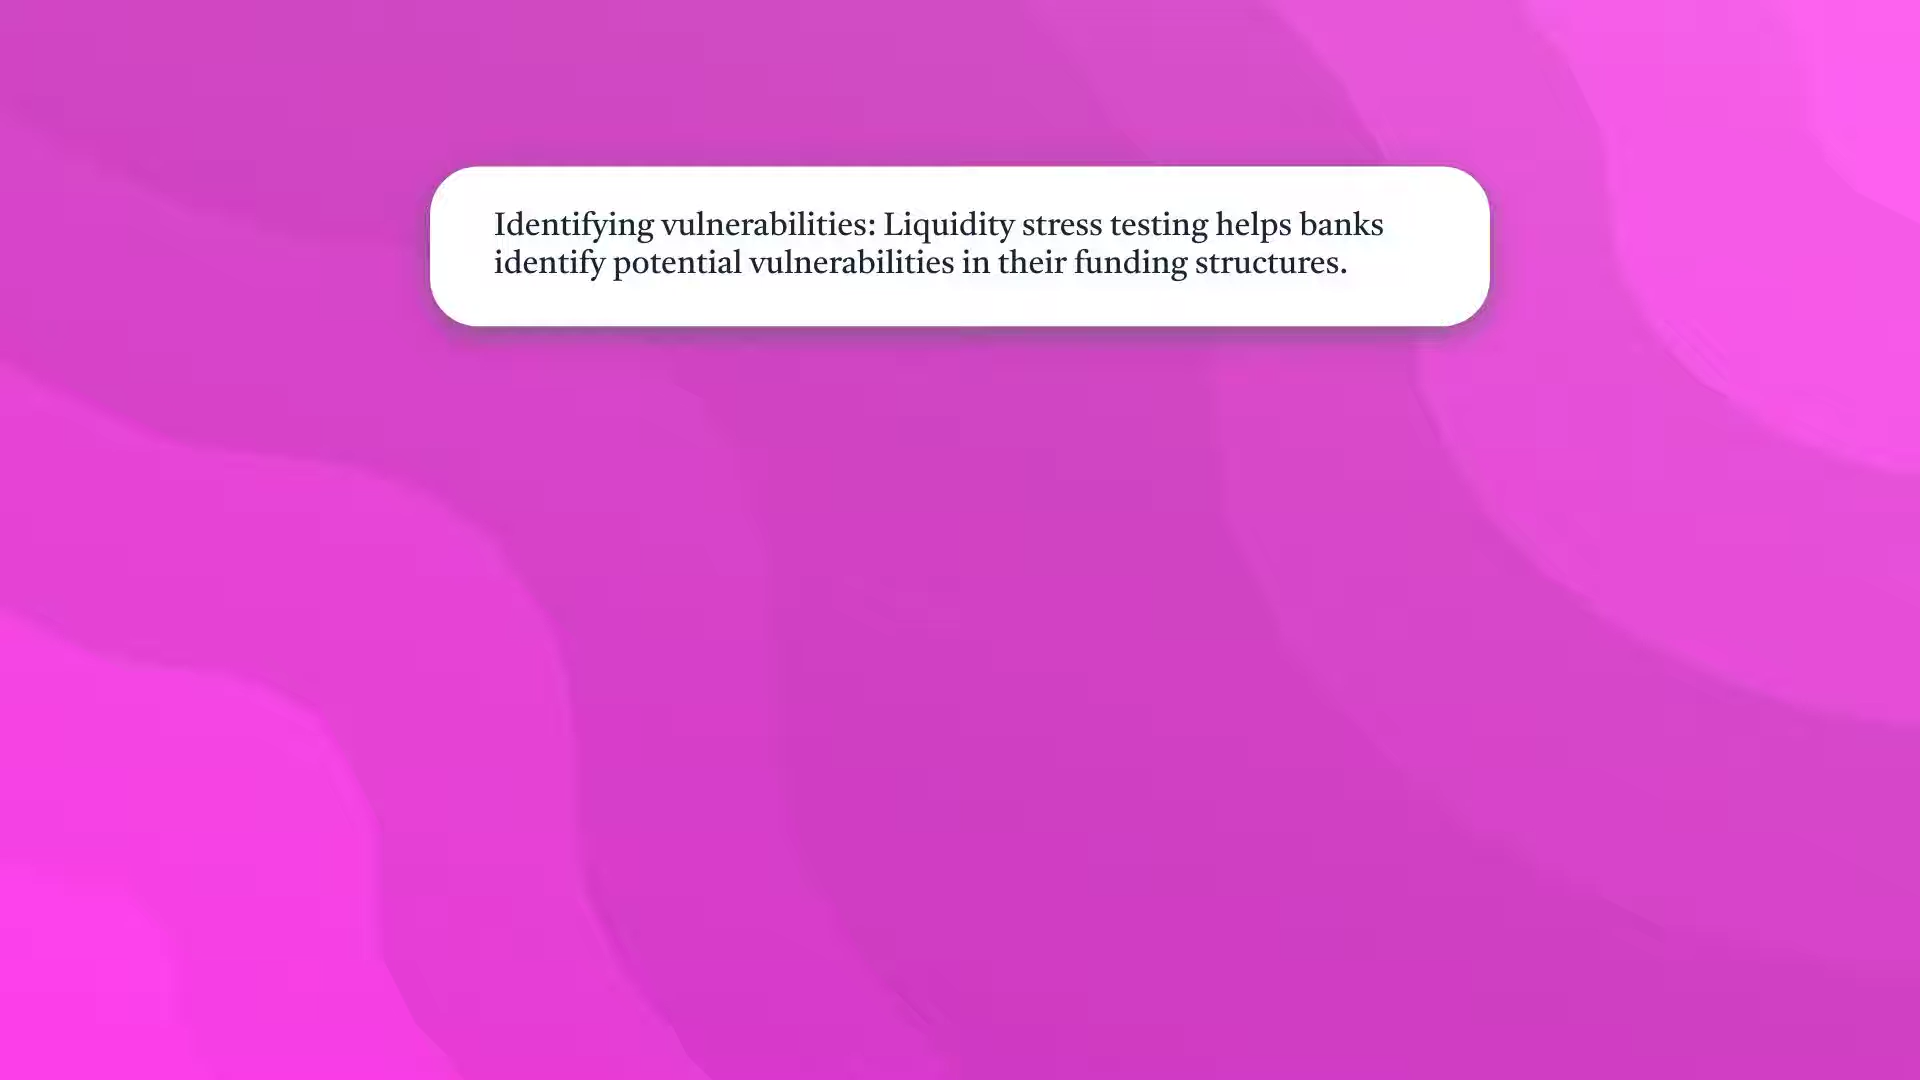 Identifying vulnerabilities: Liquidity stress testing helps banks
identify potential vulnerabilities in their funding structures.